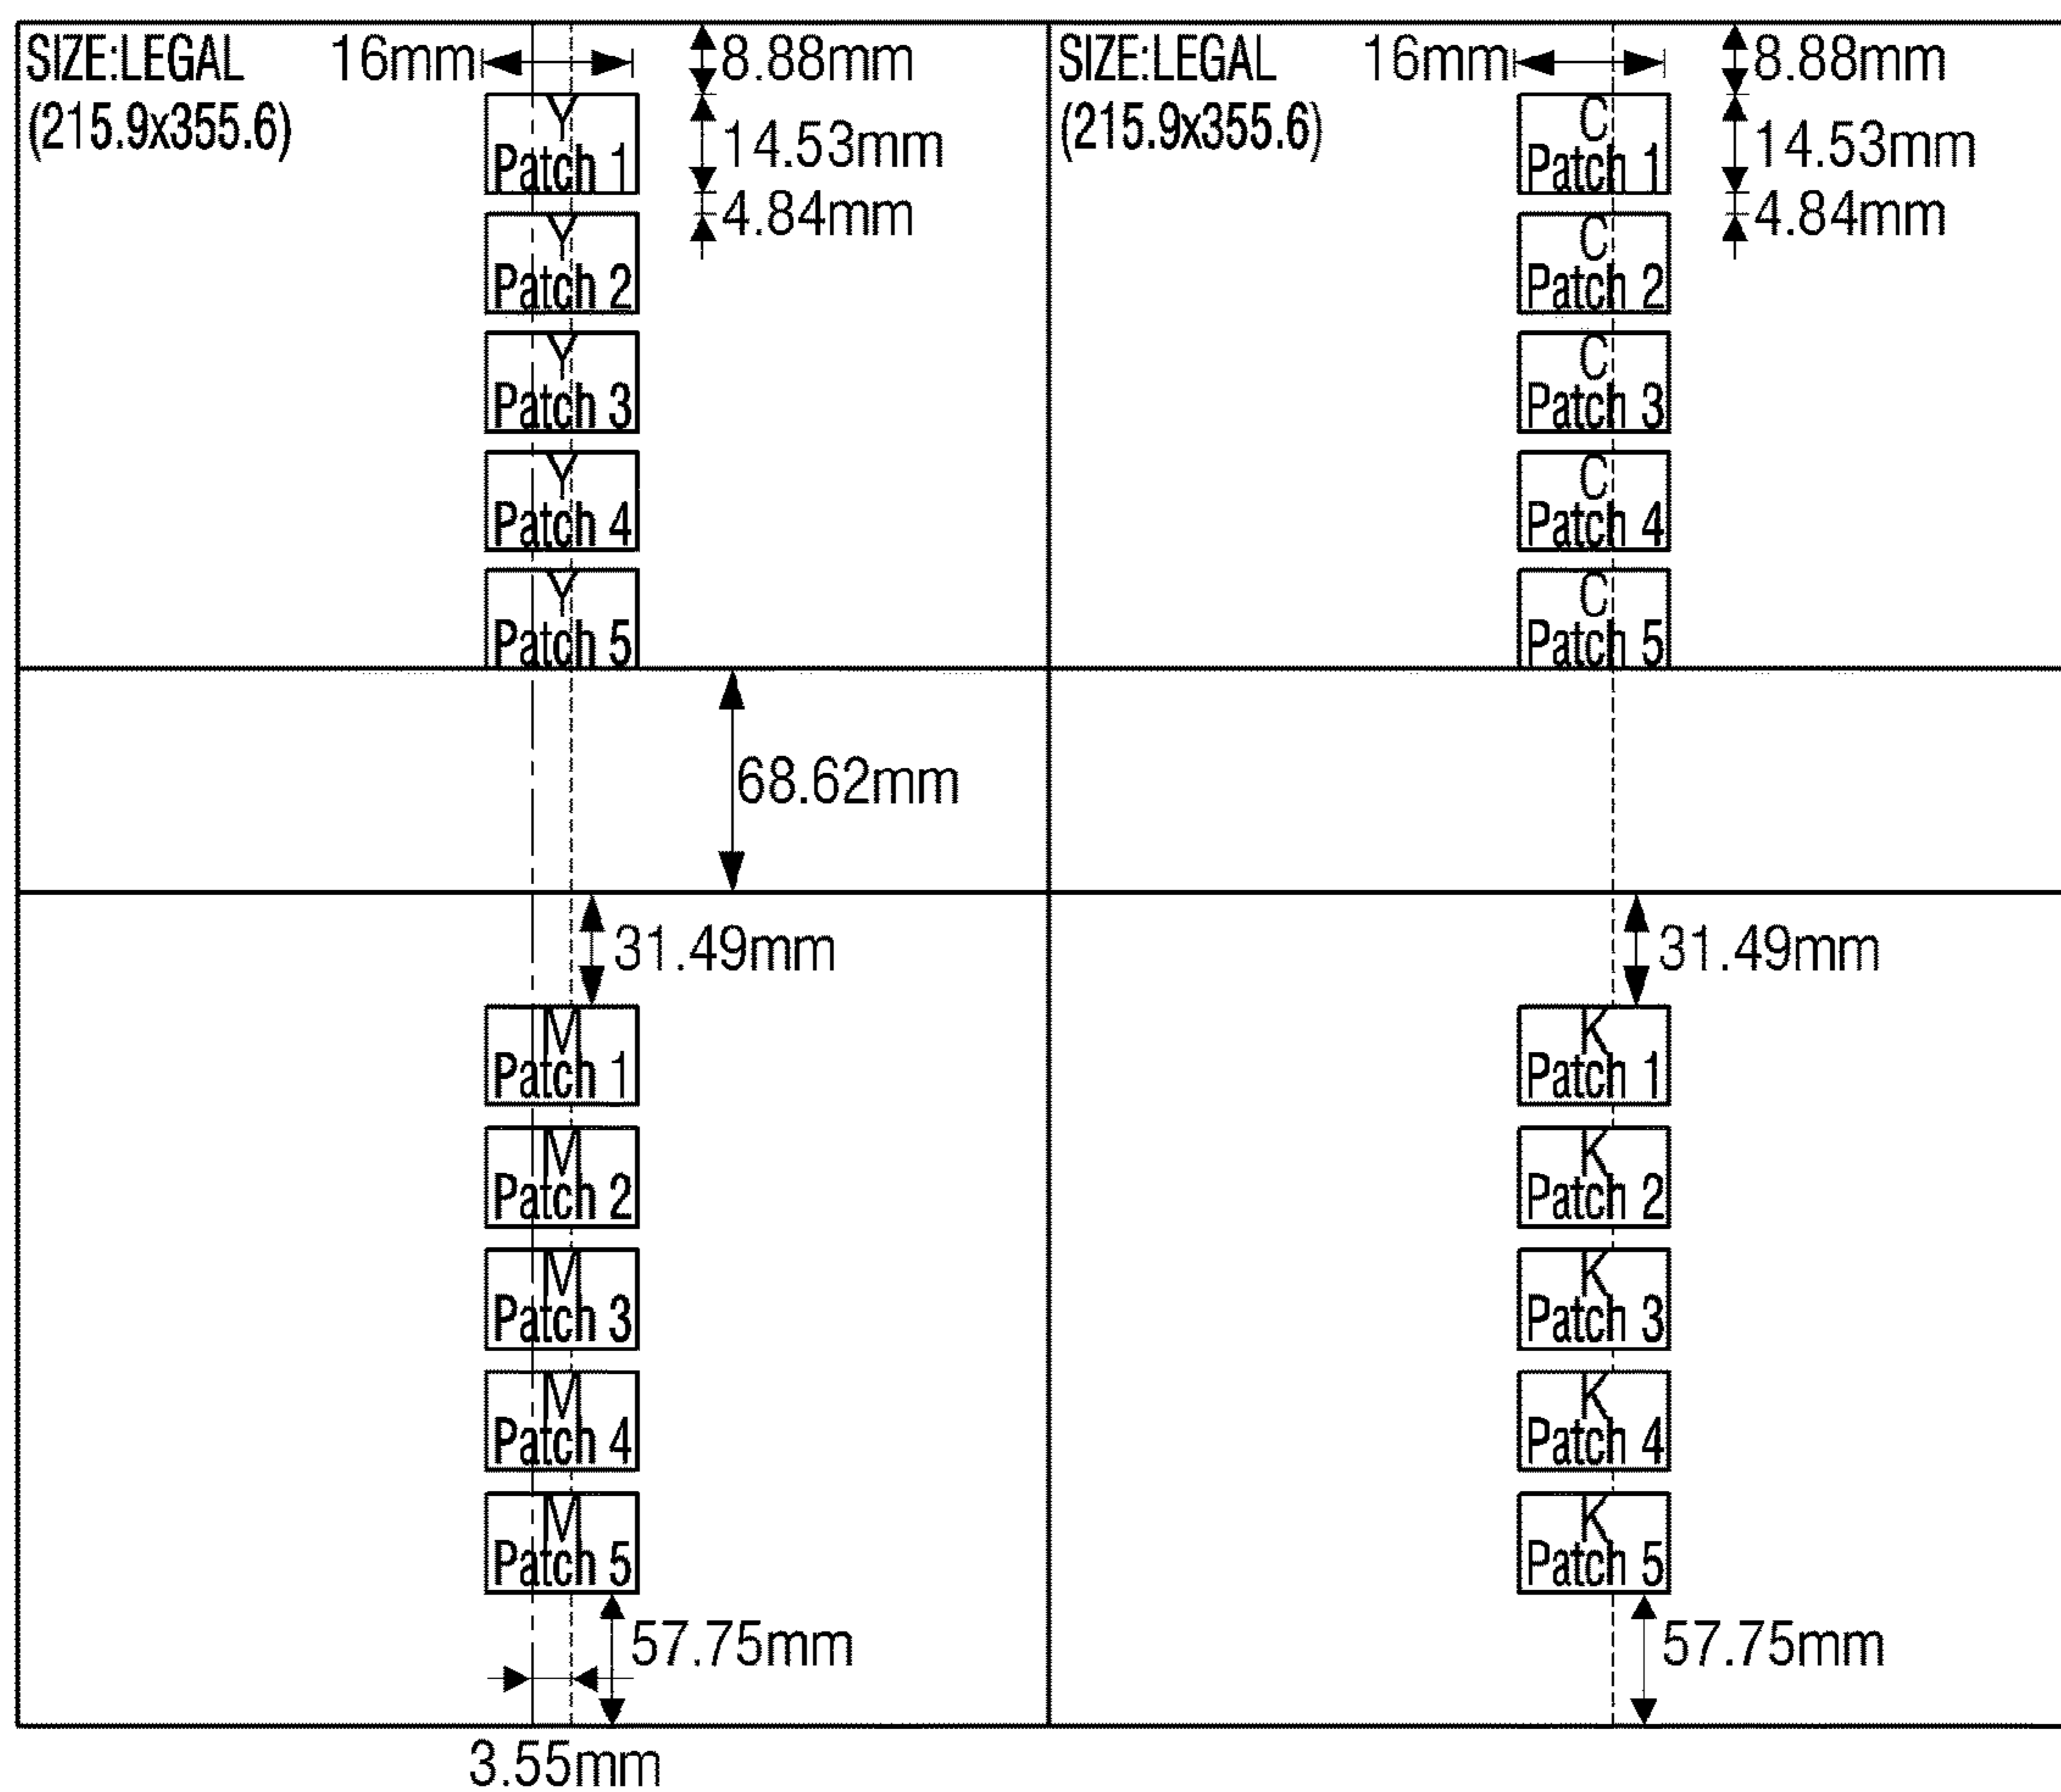 SIZE:LEGAL
(215.9x355.6)
16mm
8.88mm
14.53mm
4.84mm
Y
Patch 1
Y
Patch 2
Y
Patch 3
Y
Patch 4
Y
Patch 5
SIZE:LEGAL
(215.9x355.6)
16mm
8.88mm
14.53mm
4.84mm
C
Patch 1
C
Patch 2
C
Patch 3
C
Patch 4
C
Patch 5
68.62mm
31.49mm
M
Patch 1
M
Patch 2
M
Patch 3
M
Patch 4
M
Patch 5
57.75mm
3.55mm
31.49mm
K
Patch 1
K
Patch 2
K
Patch 3
K
Patch 4
K
Patch 5
57.75mm